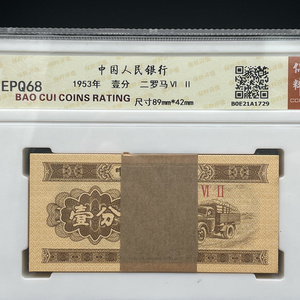 中国人民银行
EPQ68
1953年 壹分 二罗马Ⅵ Ⅱ
BAO CUI COINS RATING 尺寸89mm*42mm
B0E21A1729
壹分
Ⅵ Ⅱ